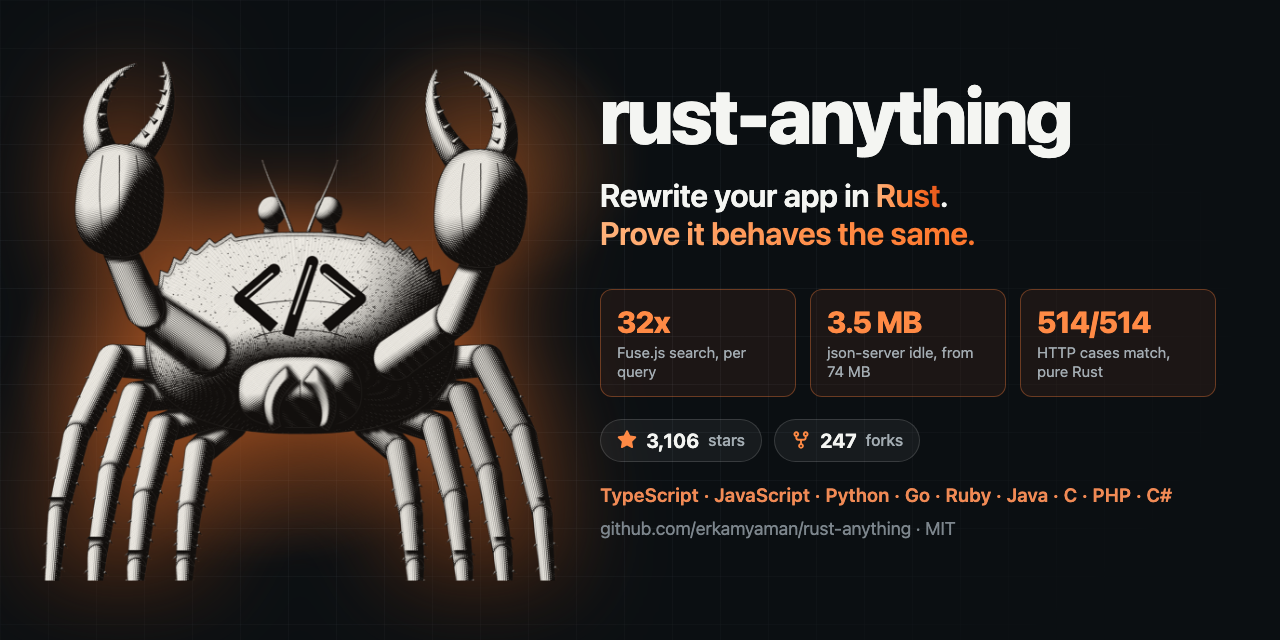 rust-anything
Rewrite your app in Rust.
Prove it behaves the same.
32x
Fuse.js search, per
query
3.5 MB
json-server idle, from
74 MB
514/514
HTTP cases match,
pure Rust
3,106 stars
247 forks
TypeScript · JavaScript · Python · Go · Ruby · Java · C · PHP · C#
github.com/erkamyaman/rust-anything · MIT